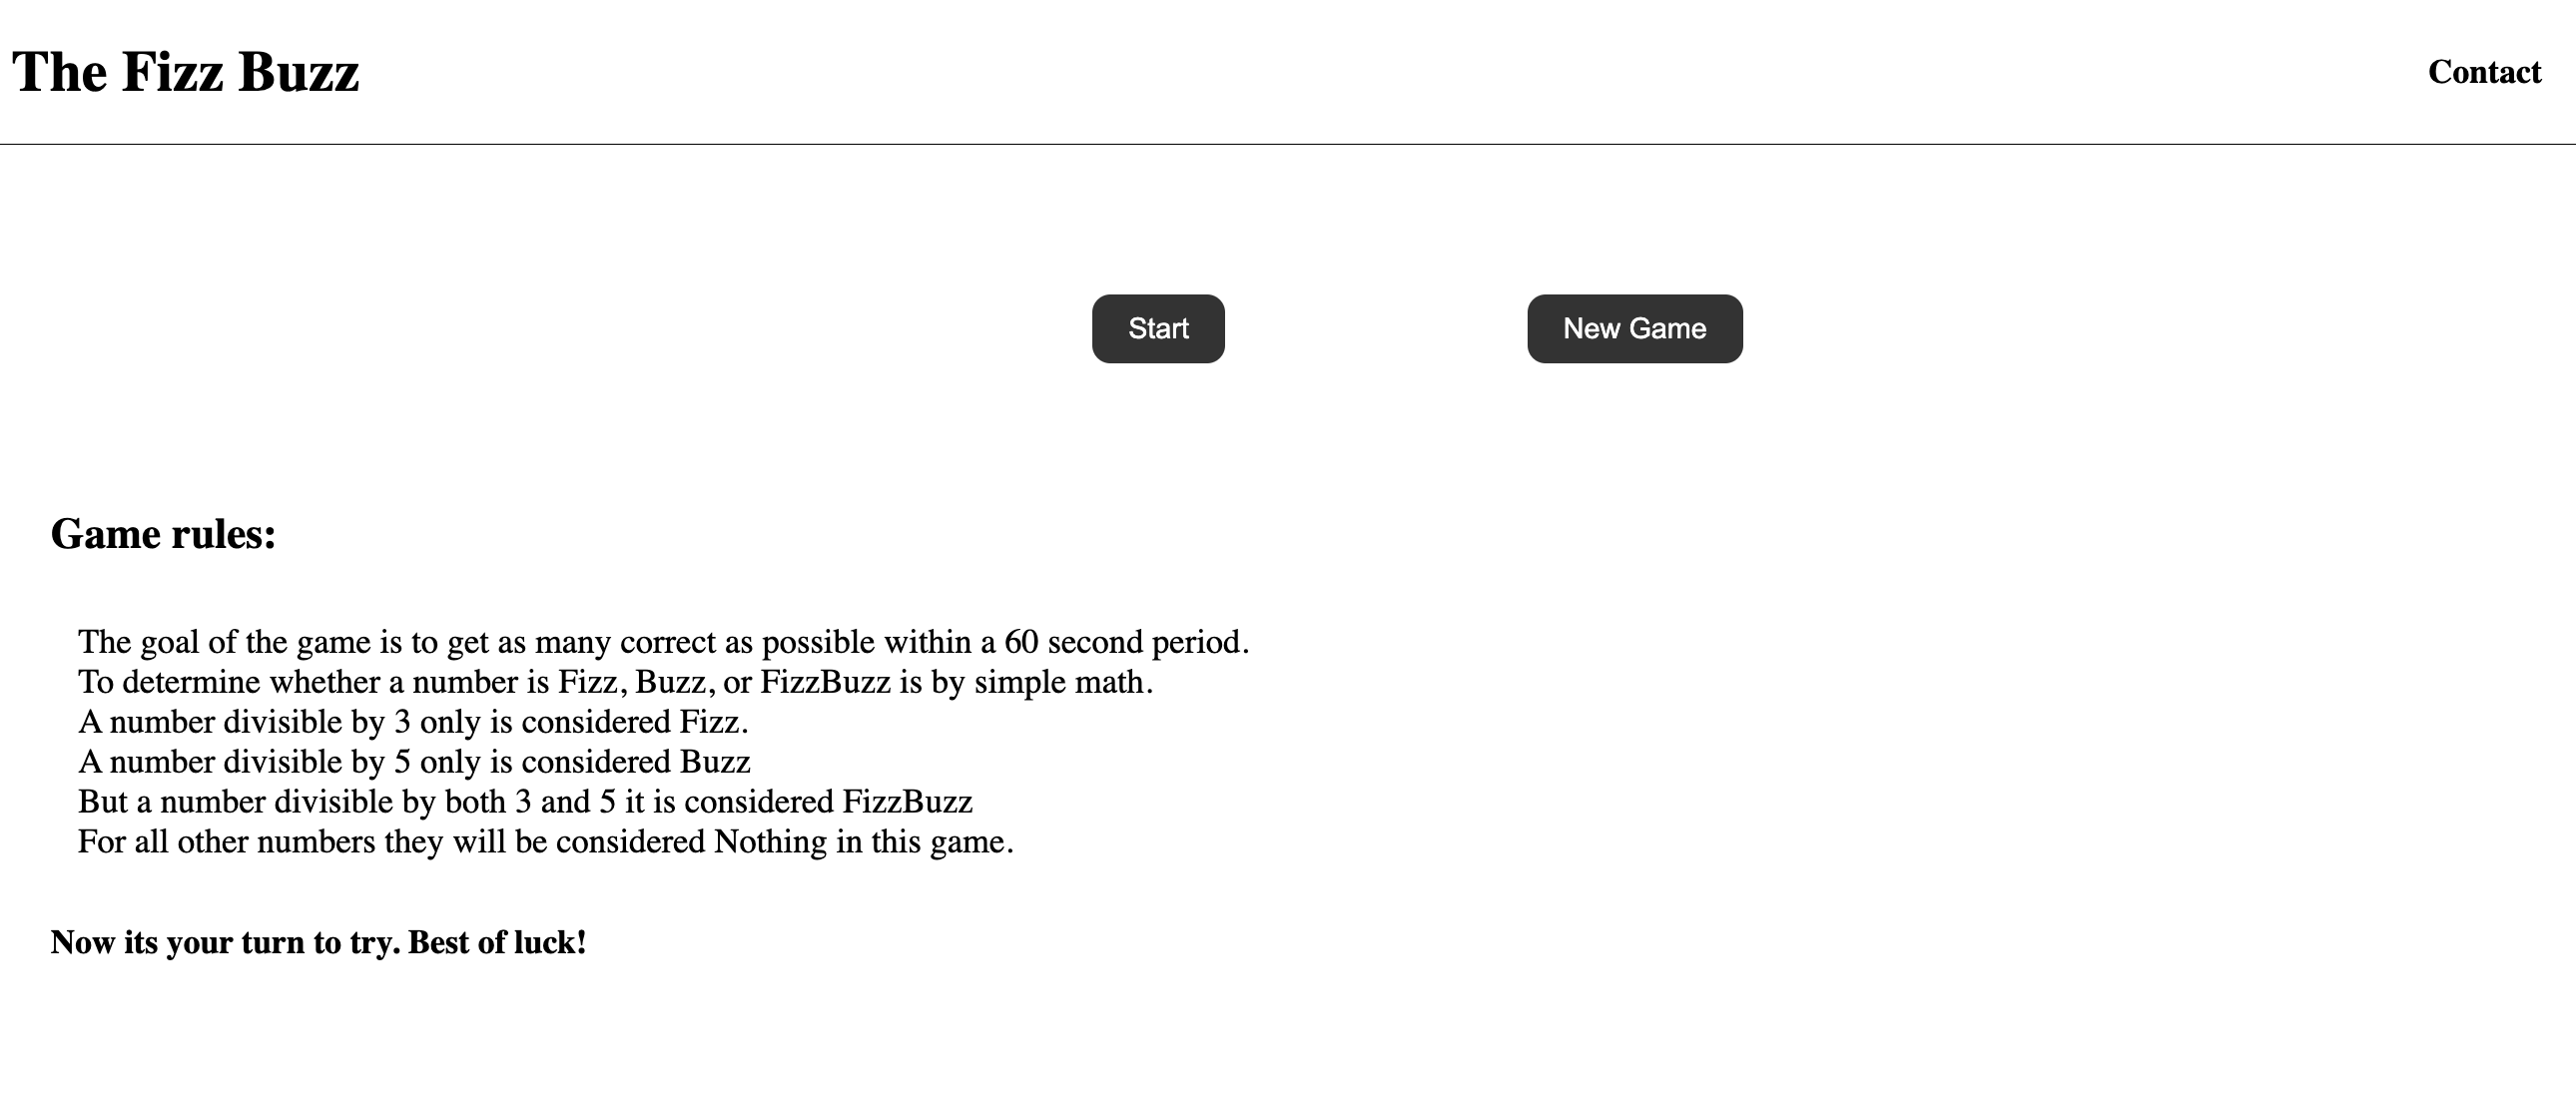 The Fizz Buzz
Contact
Start
New Game
Game rules:
The goal of the game is to get as many correct as possible within a 60 second period.
To determine whether a number is Fizz, Buzz, or FizzBuzz is by simple math.
A number divisible by 3 only is considered Fizz.
A number divisible by 5 only is considered Buzz
But a number divisible by both 3 and 5 it is considered FizzBuzz
For all other numbers they will be considered Nothing in this game.
Now its your turn to try. Best of luck!